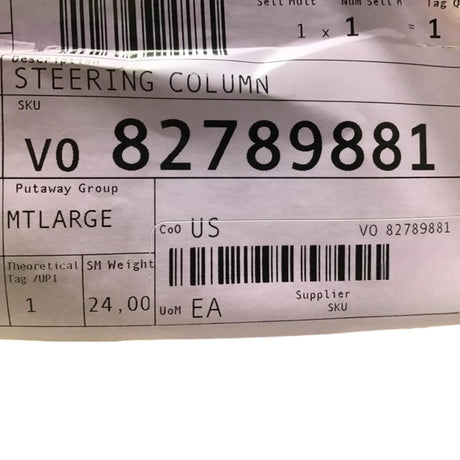 Sell Mult
Num Sell
Tag
1 x 1 = 1
Description
STEERING COLUMN
SKU
VO 82789881
Putaway Group
MTLARGE
CoO US
VO 82789881
Theoretical
Tag /UPI
SM Weight
1
24,00
UoM EA
Supplier
SKU